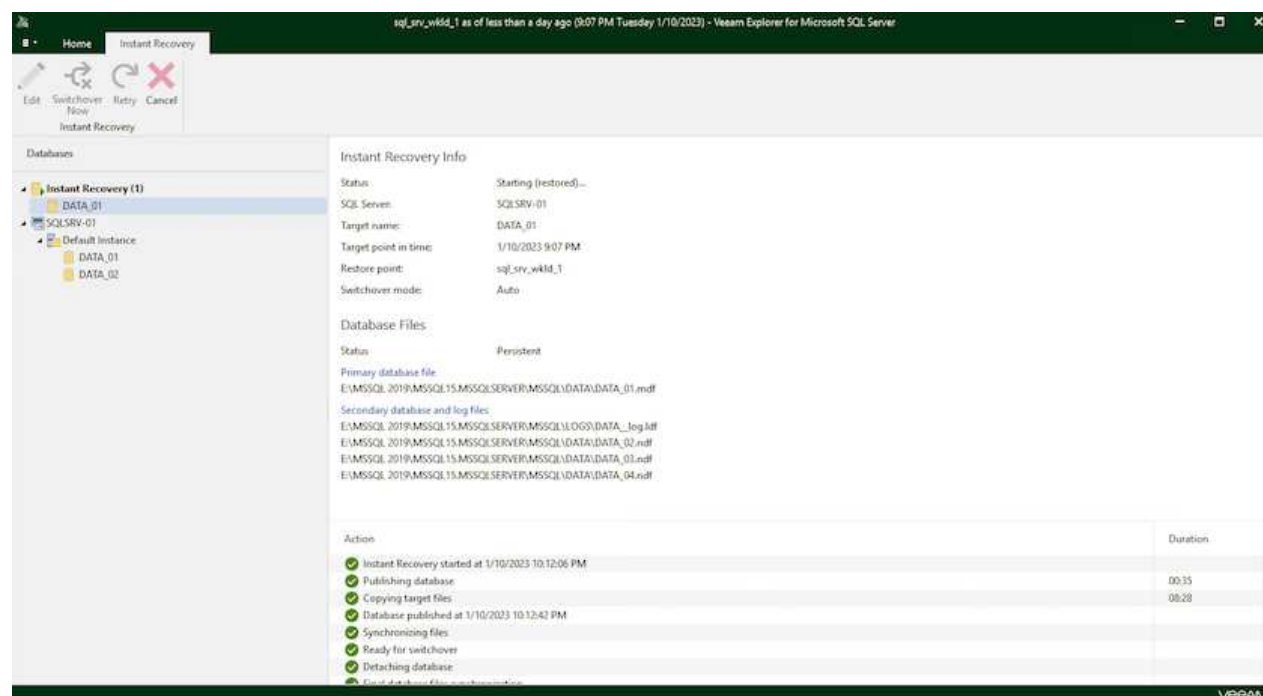 sql_srv_wkld_1 as of less than a day ago (9:07 PM Tuesday 1/10/2023) - Veeam Explorer for Microsoft SQL Server
Home Instant Recovery
Edit Switchover Now Retry Cancel
Instant Recovery
Databases
Instant Recovery (1)
DATA_01
SQLSRV-01
Default Instance
DATA_01
DATA_02
Instant Recovery Info
Status Starting (restored)...
SQL Server: SQLSRV-01
Target name: DATA_01
Target point in time: 1/10/2023 9:07 PM
Restore point: sql_srv_wkld_1
Switchover mode: Auto
Database Files
Status Persistent
Primary database file
E:\MSSQL 2019\MSSQL15.MSSQLSERVER\MSSQL\DATA\DATA_01.mdf
Secondary database and log files
E:\MSSQL 2019\MSSQL15.MSSQLSERVER\MSSQL\LOGS\DATA__log.ldf
E:\MSSQL 2019\MSSQL15.MSSQLSERVER\MSSQL\DATA\DATA_02.ndf
E:\MSSQL 2019\MSSQL15.MSSQLSERVER\MSSQL\DATA\DATA_03.ndf
E:\MSSQL 2019\MSSQL15.MSSQLSERVER\MSSQL\DATA\DATA_04.ndf
Action Duration
Instant Recovery started at 1/10/2023 10:12:06 PM
Publishing database 00:35
Copying target files 08:28
Database published at 1/10/2023 10:12:42 PM
Synchronizing files
Ready for switchover
Detaching database
Final database files synchronization
VEEAM